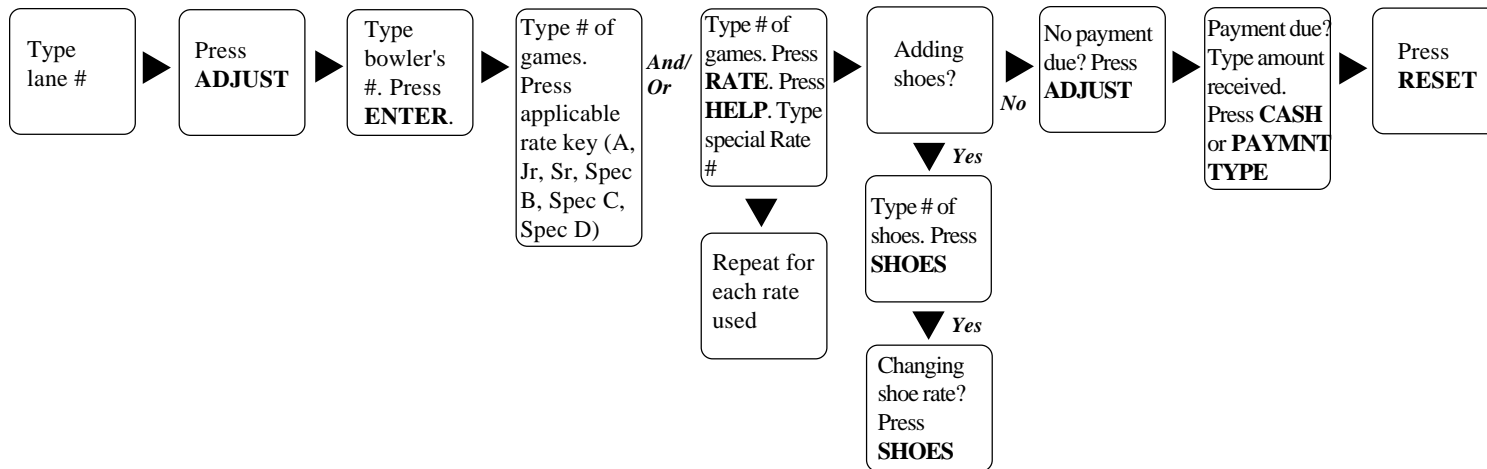 Type
lane #
Press
ADJUST
Type
bowler's
#. Press
ENTER.
Type # of
games.
Press
applicable
rate key (A,
Jr, Sr, Spec
B, Spec C,
Spec D)
And/
Or
Type # of
games. Press
RATE. Press
HELP. Type
special Rate
#
Repeat for
each rate
used
Adding
shoes?
Yes
Type # of
shoes. Press
SHOES
Yes
Changing
shoe rate?
Press
SHOES
No
No payment
due? Press
ADJUST
Payment due?
Type amount
received.
Press CASH
or PAYMNT
TYPE
Press
RESET